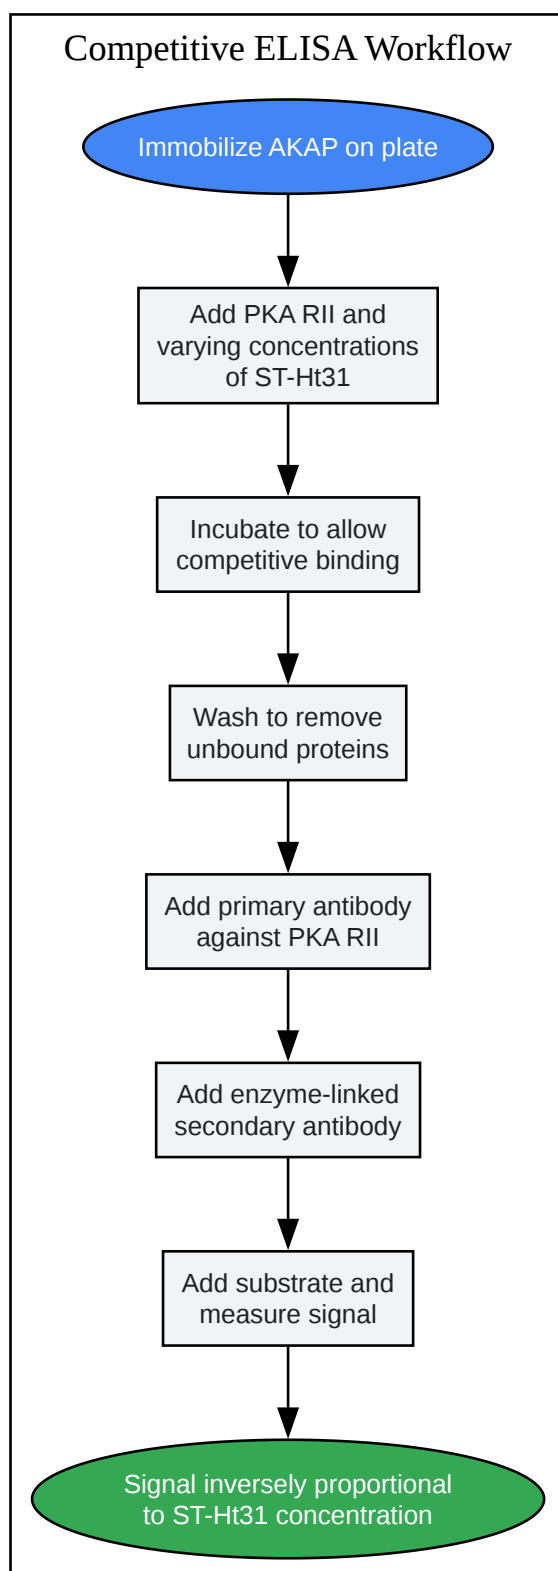 Competitive ELISA Workflow
Immobilize AKAP on plate
Add PKA RII and
varying concentrations
of ST-Ht31
Incubate to allow
competitive binding
Wash to remove
unbound proteins
Add primary antibody
against PKA RII
Add enzyme-linked
secondary antibody
Add substrate and
measure signal
Signal inversely proportional
to ST-Ht31 concentration